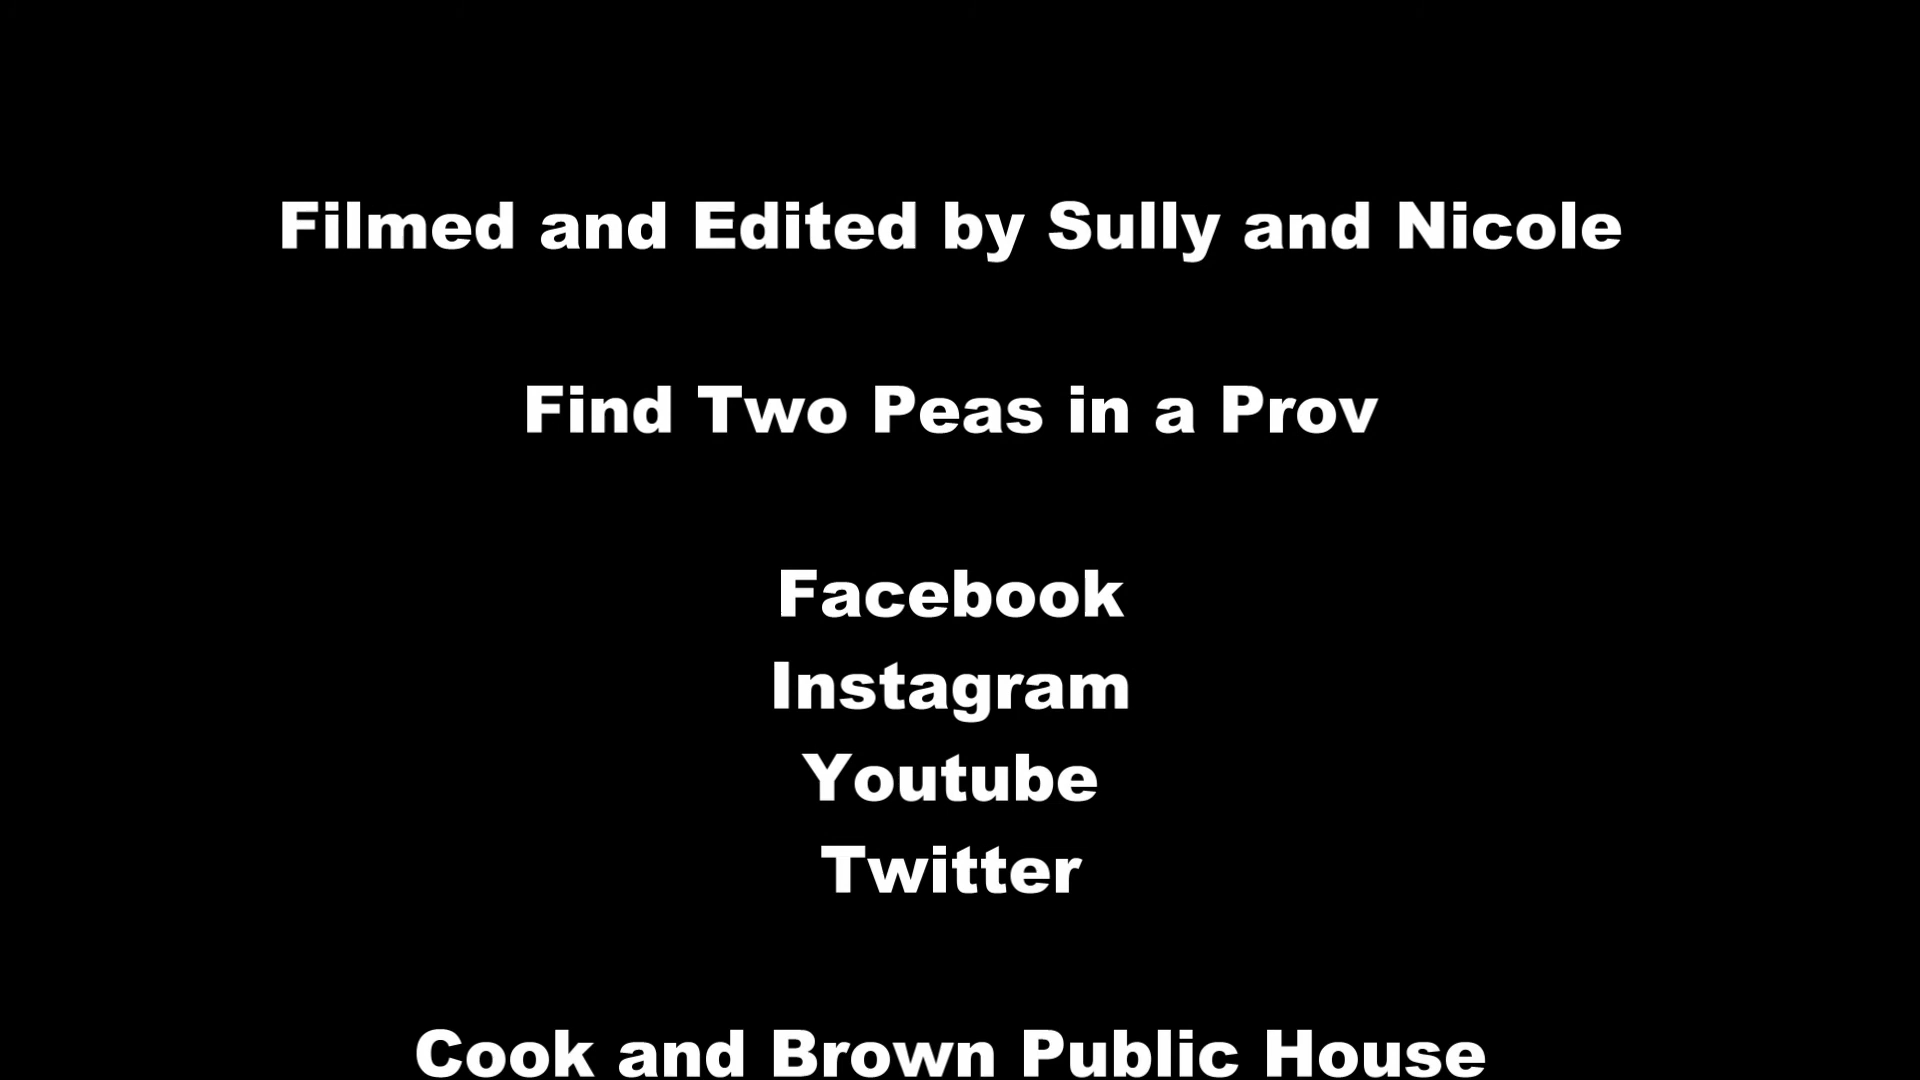 Filmed and Edited by Sully and Nicole
Find Two Peas in a Prov
Facebook
Instagram
Youtube
Twitter
Cook and Brown Public House